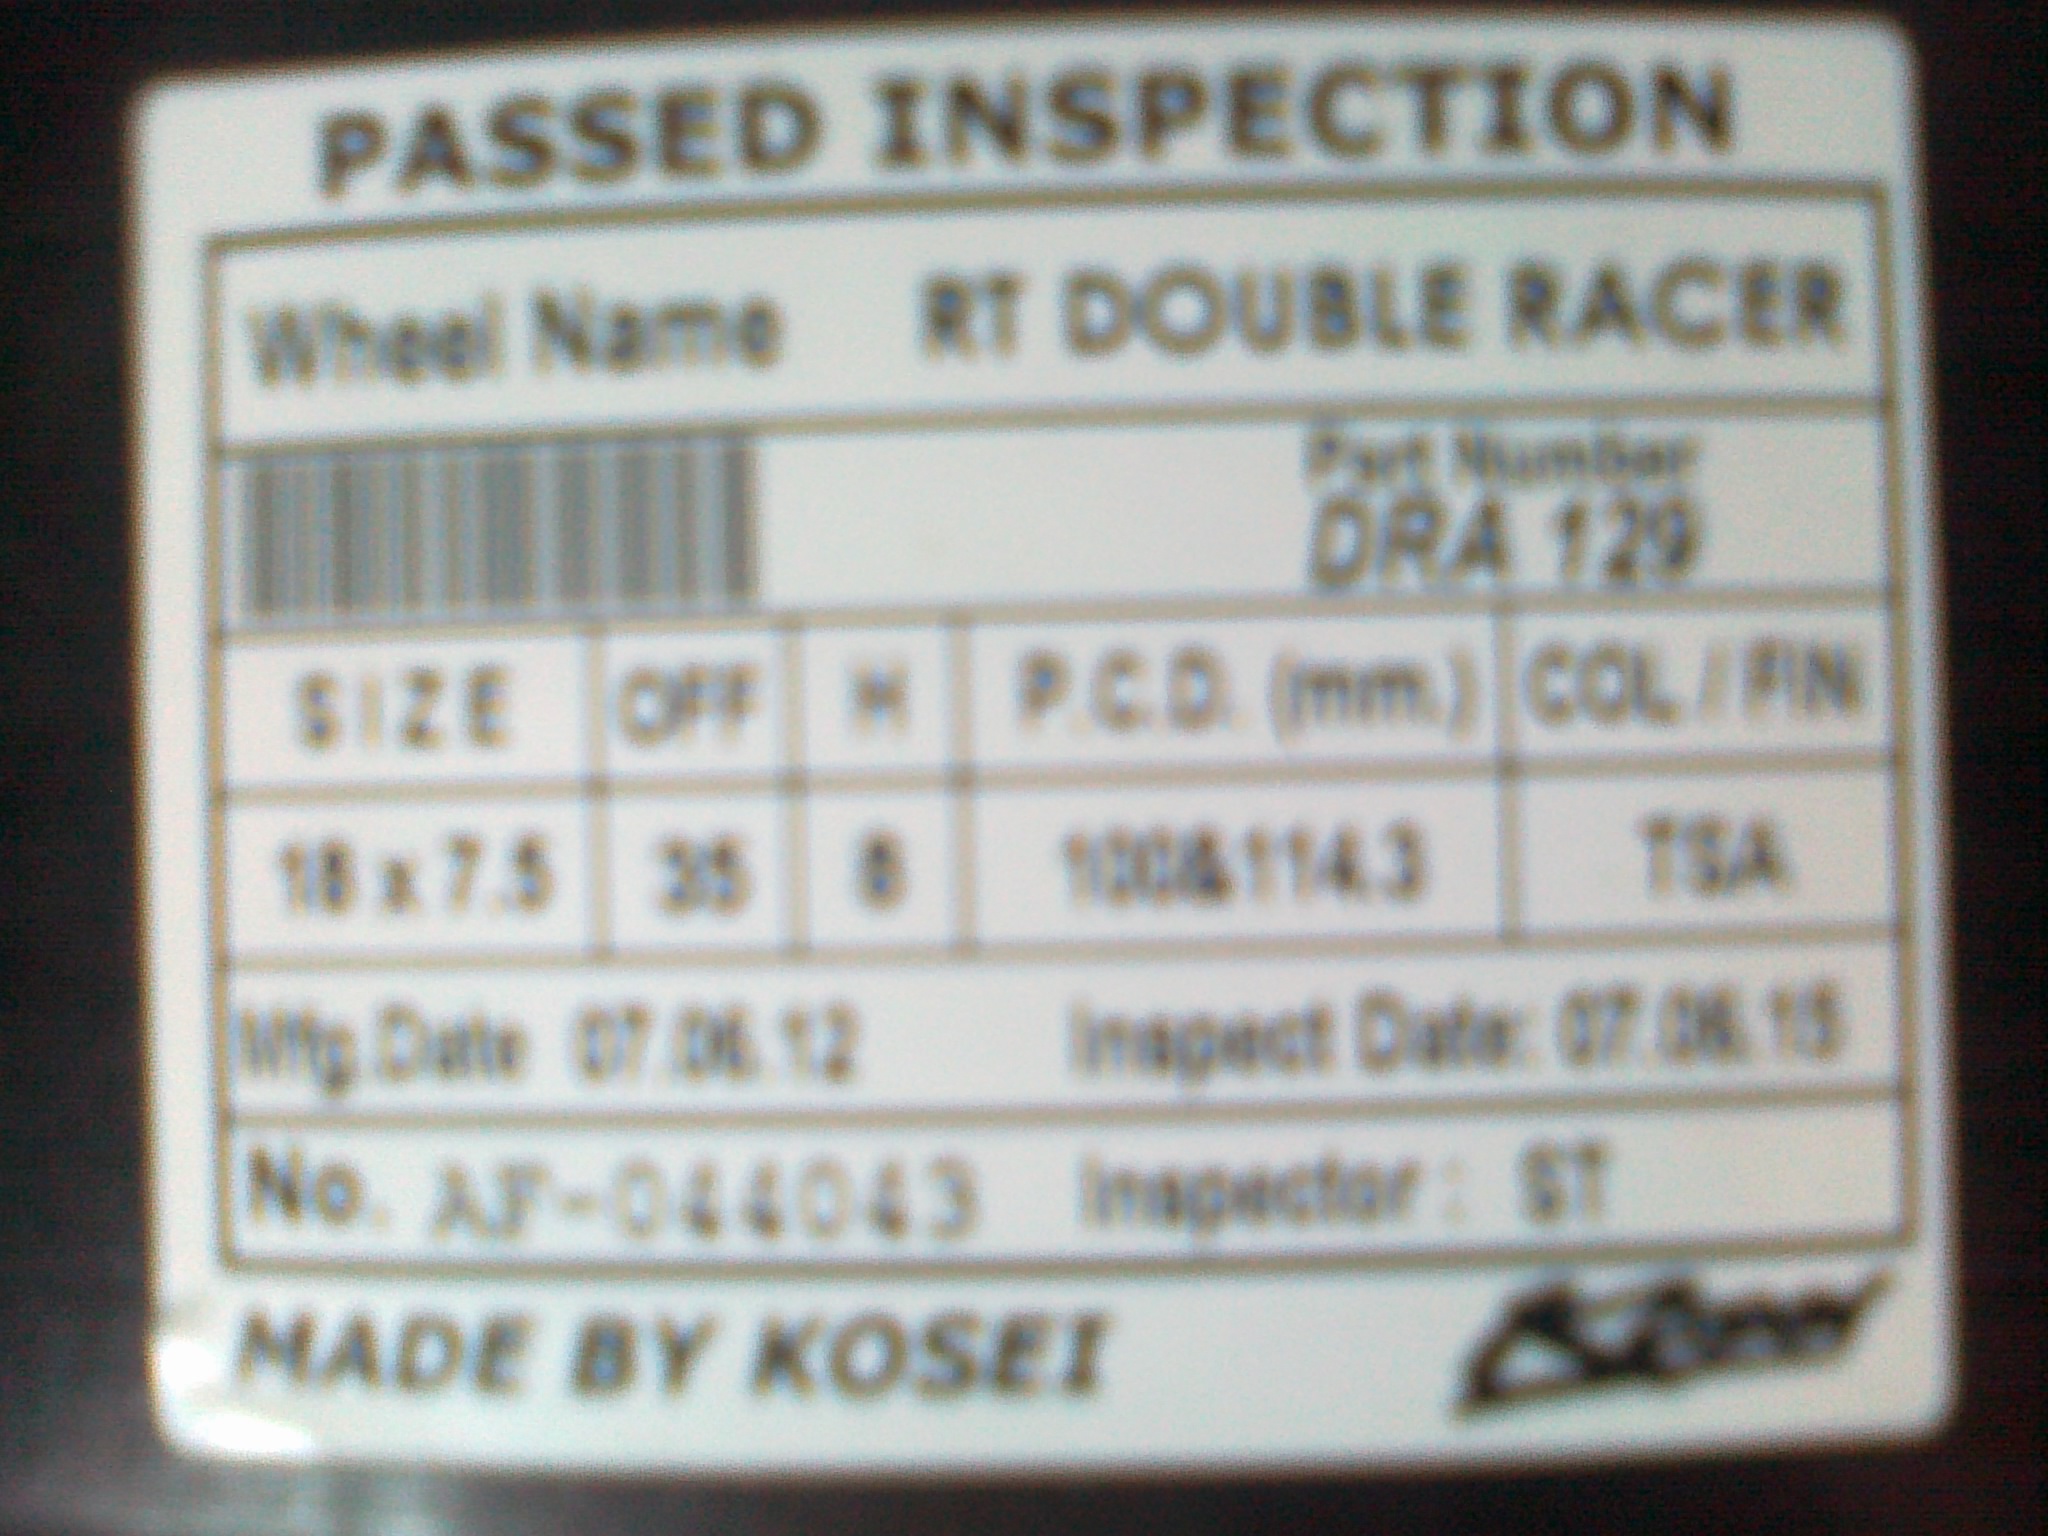 PASSED INSPECTION
Wheel Name RT DOUBLE RACER
Part Number
DRA 129
SIZE OFF H P.C.D. (mm.) COL / FIN
18 x 7.5 35 8 100&114.3 TSA
Mfg.Date 07.06.12 Inspect Date: 07.06.15
No. AF-044043 Inspector : ST
MADE BY KOSEI